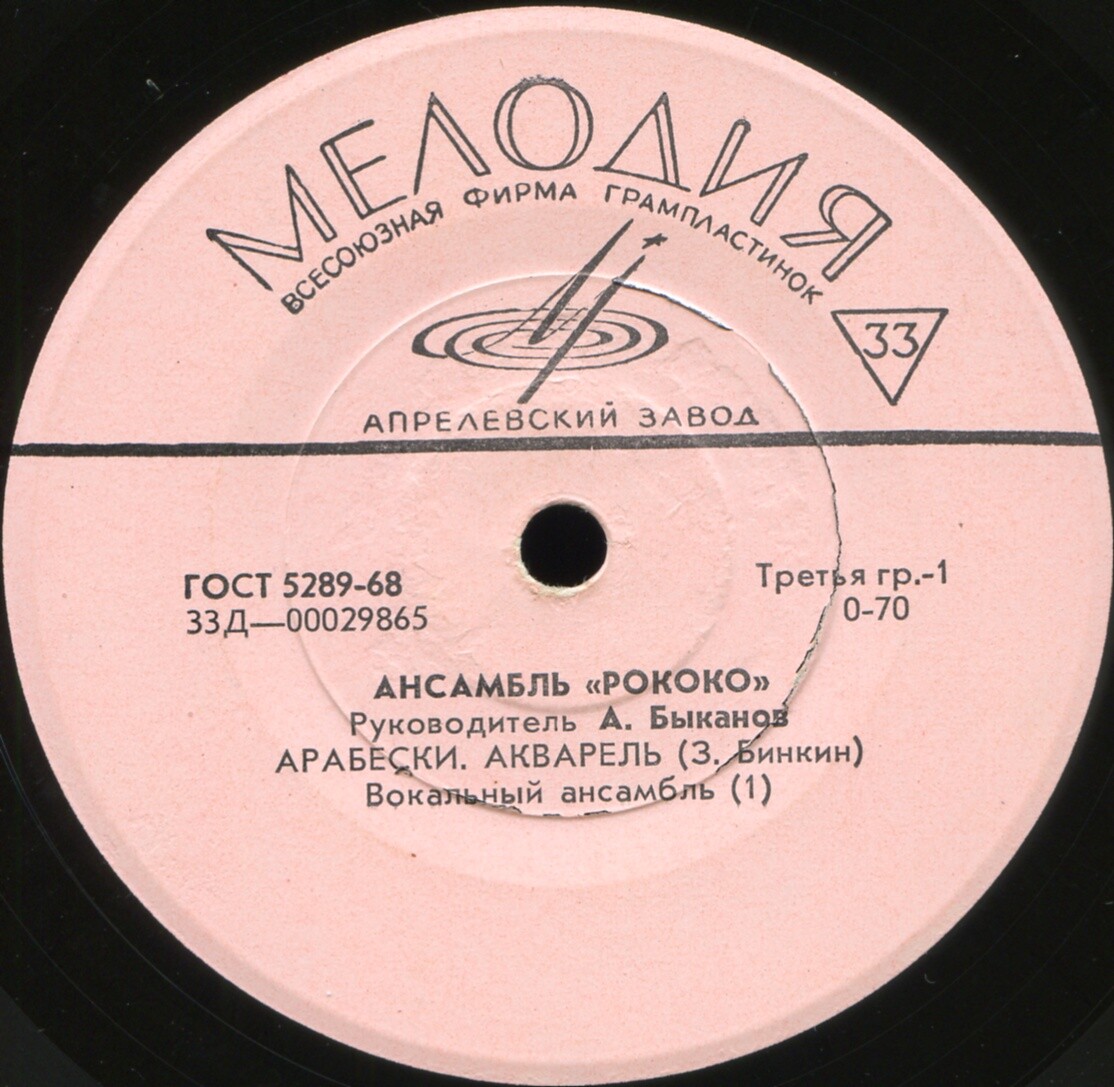 МЕЛОДИЯ
ВСЕСОЮЗНАЯ ФИРМА ГРАМПЛАСТИНОК
33
АПРЕЛЕВСКИЙ ЗАВОД
ГОСТ 5289-68
33Д—00029865
Третья гр.-1
0-70
АНСАМБЛЬ «РОКОКО»
Руководитель А. Быканов
АРАБЕСКИ. АКВАРЕЛЬ (З. Бинкин)
Вокальный ансамбль (1)